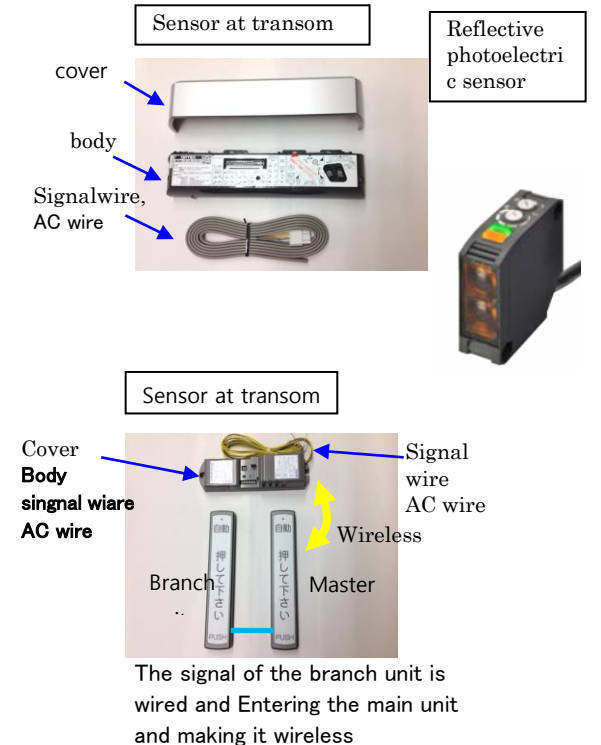 Sensor at transom
Reflective
photoelectri
c sensor
cover
body
Signalwire,
AC wire
Sensor at transom
Cover
Body
singnal wiare
AC wire
Signal
wire
AC wire
Wireless
自動
押して下さい
PUSH
自動
押して下さい
PUSH
Branch
Master
The signal of the branch unit is
wired and Entering the main unit
and making it wireless